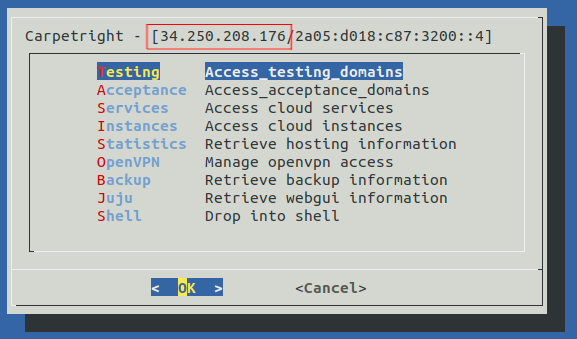 Carpetright - [34.250.208.176/2a05:d018:c87:3200::4]
Testing Access_testing_domains
Acceptance Access_acceptance_domains
Services Access cloud services
Instances Access cloud instances
Statistics Retrieve hosting information
OpenVPN Manage openvpn access
Backup Retrieve backup information
Juju Retrieve webgui information
Shell Drop into shell
< OK > <Cancel>